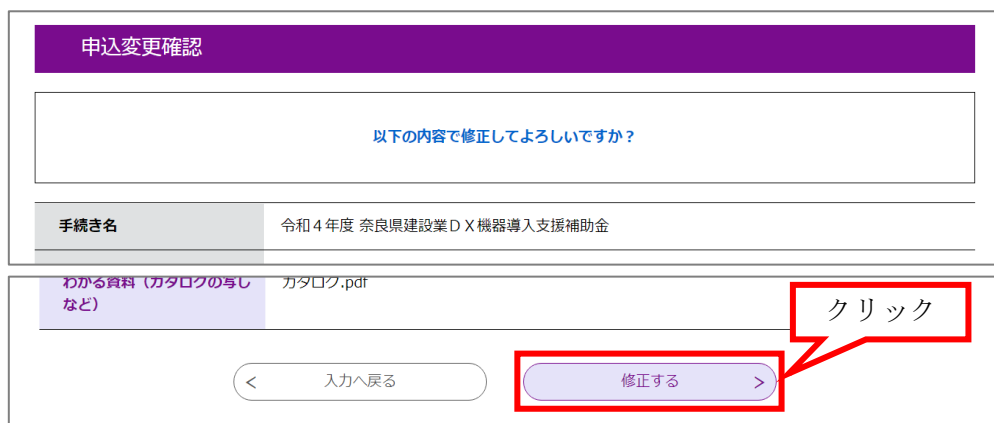 申込変更確認
以下の内容で修正してよろしいですか？
手続き名
令和４年度 奈良県建設業ＤＸ機器導入支援補助金
わかる資料（カタログの写し
など）
カタログ.pdf
クリック
< 入力へ戻る
修正する >